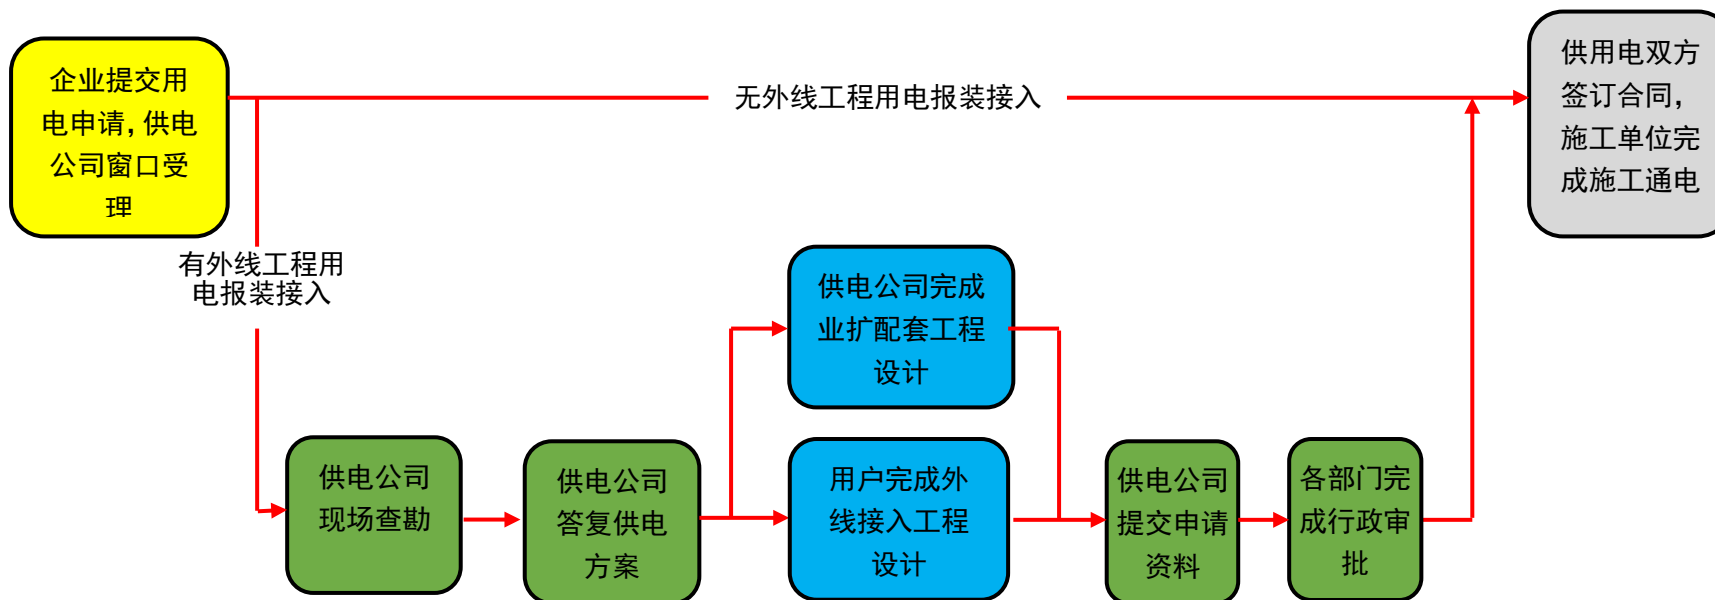 企业提交用
电申请,供电
公司窗口受
理
无外线工程用电报装接入
供用电双方
签订合同,
施工单位完
成施工通电
有外线工程用
电报装接入
供电公司完成
业扩配套工程
设计
供电公司
现场查勘
供电公司
答复供电
方案
用户完成外
线接入工程
设计
供电公司
提交申请
资料
各部门完
成行政审
批